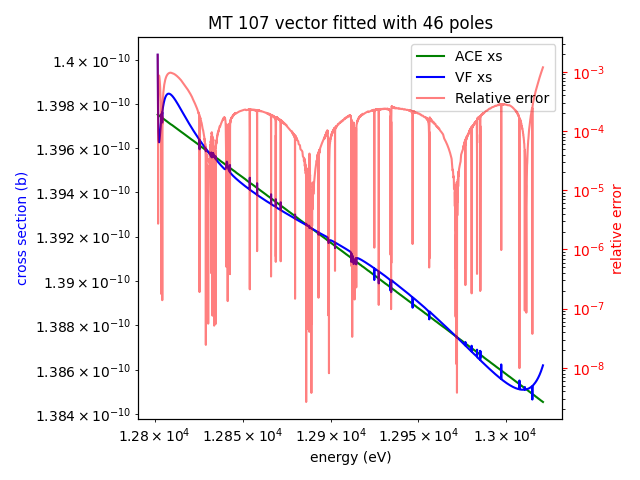 MT 107 vector fitted with 46 poles
ACE xs
VF xs
Relative error
1.4 × 10⁻¹⁰
1.398 × 10⁻¹⁰
1.396 × 10⁻¹⁰
1.394 × 10⁻¹⁰
1.392 × 10⁻¹⁰
1.39 × 10⁻¹⁰
1.388 × 10⁻¹⁰
1.386 × 10⁻¹⁰
1.384 × 10⁻¹⁰
cross section (b)
10⁻³
10⁻⁴
10⁻⁵
10⁻⁶
10⁻⁷
10⁻⁸
relative error
1.28 × 10⁴ 1.285 × 10⁴ 1.29 × 10⁴ 1.295 × 10⁴ 1.3 × 10⁴
energy (eV)